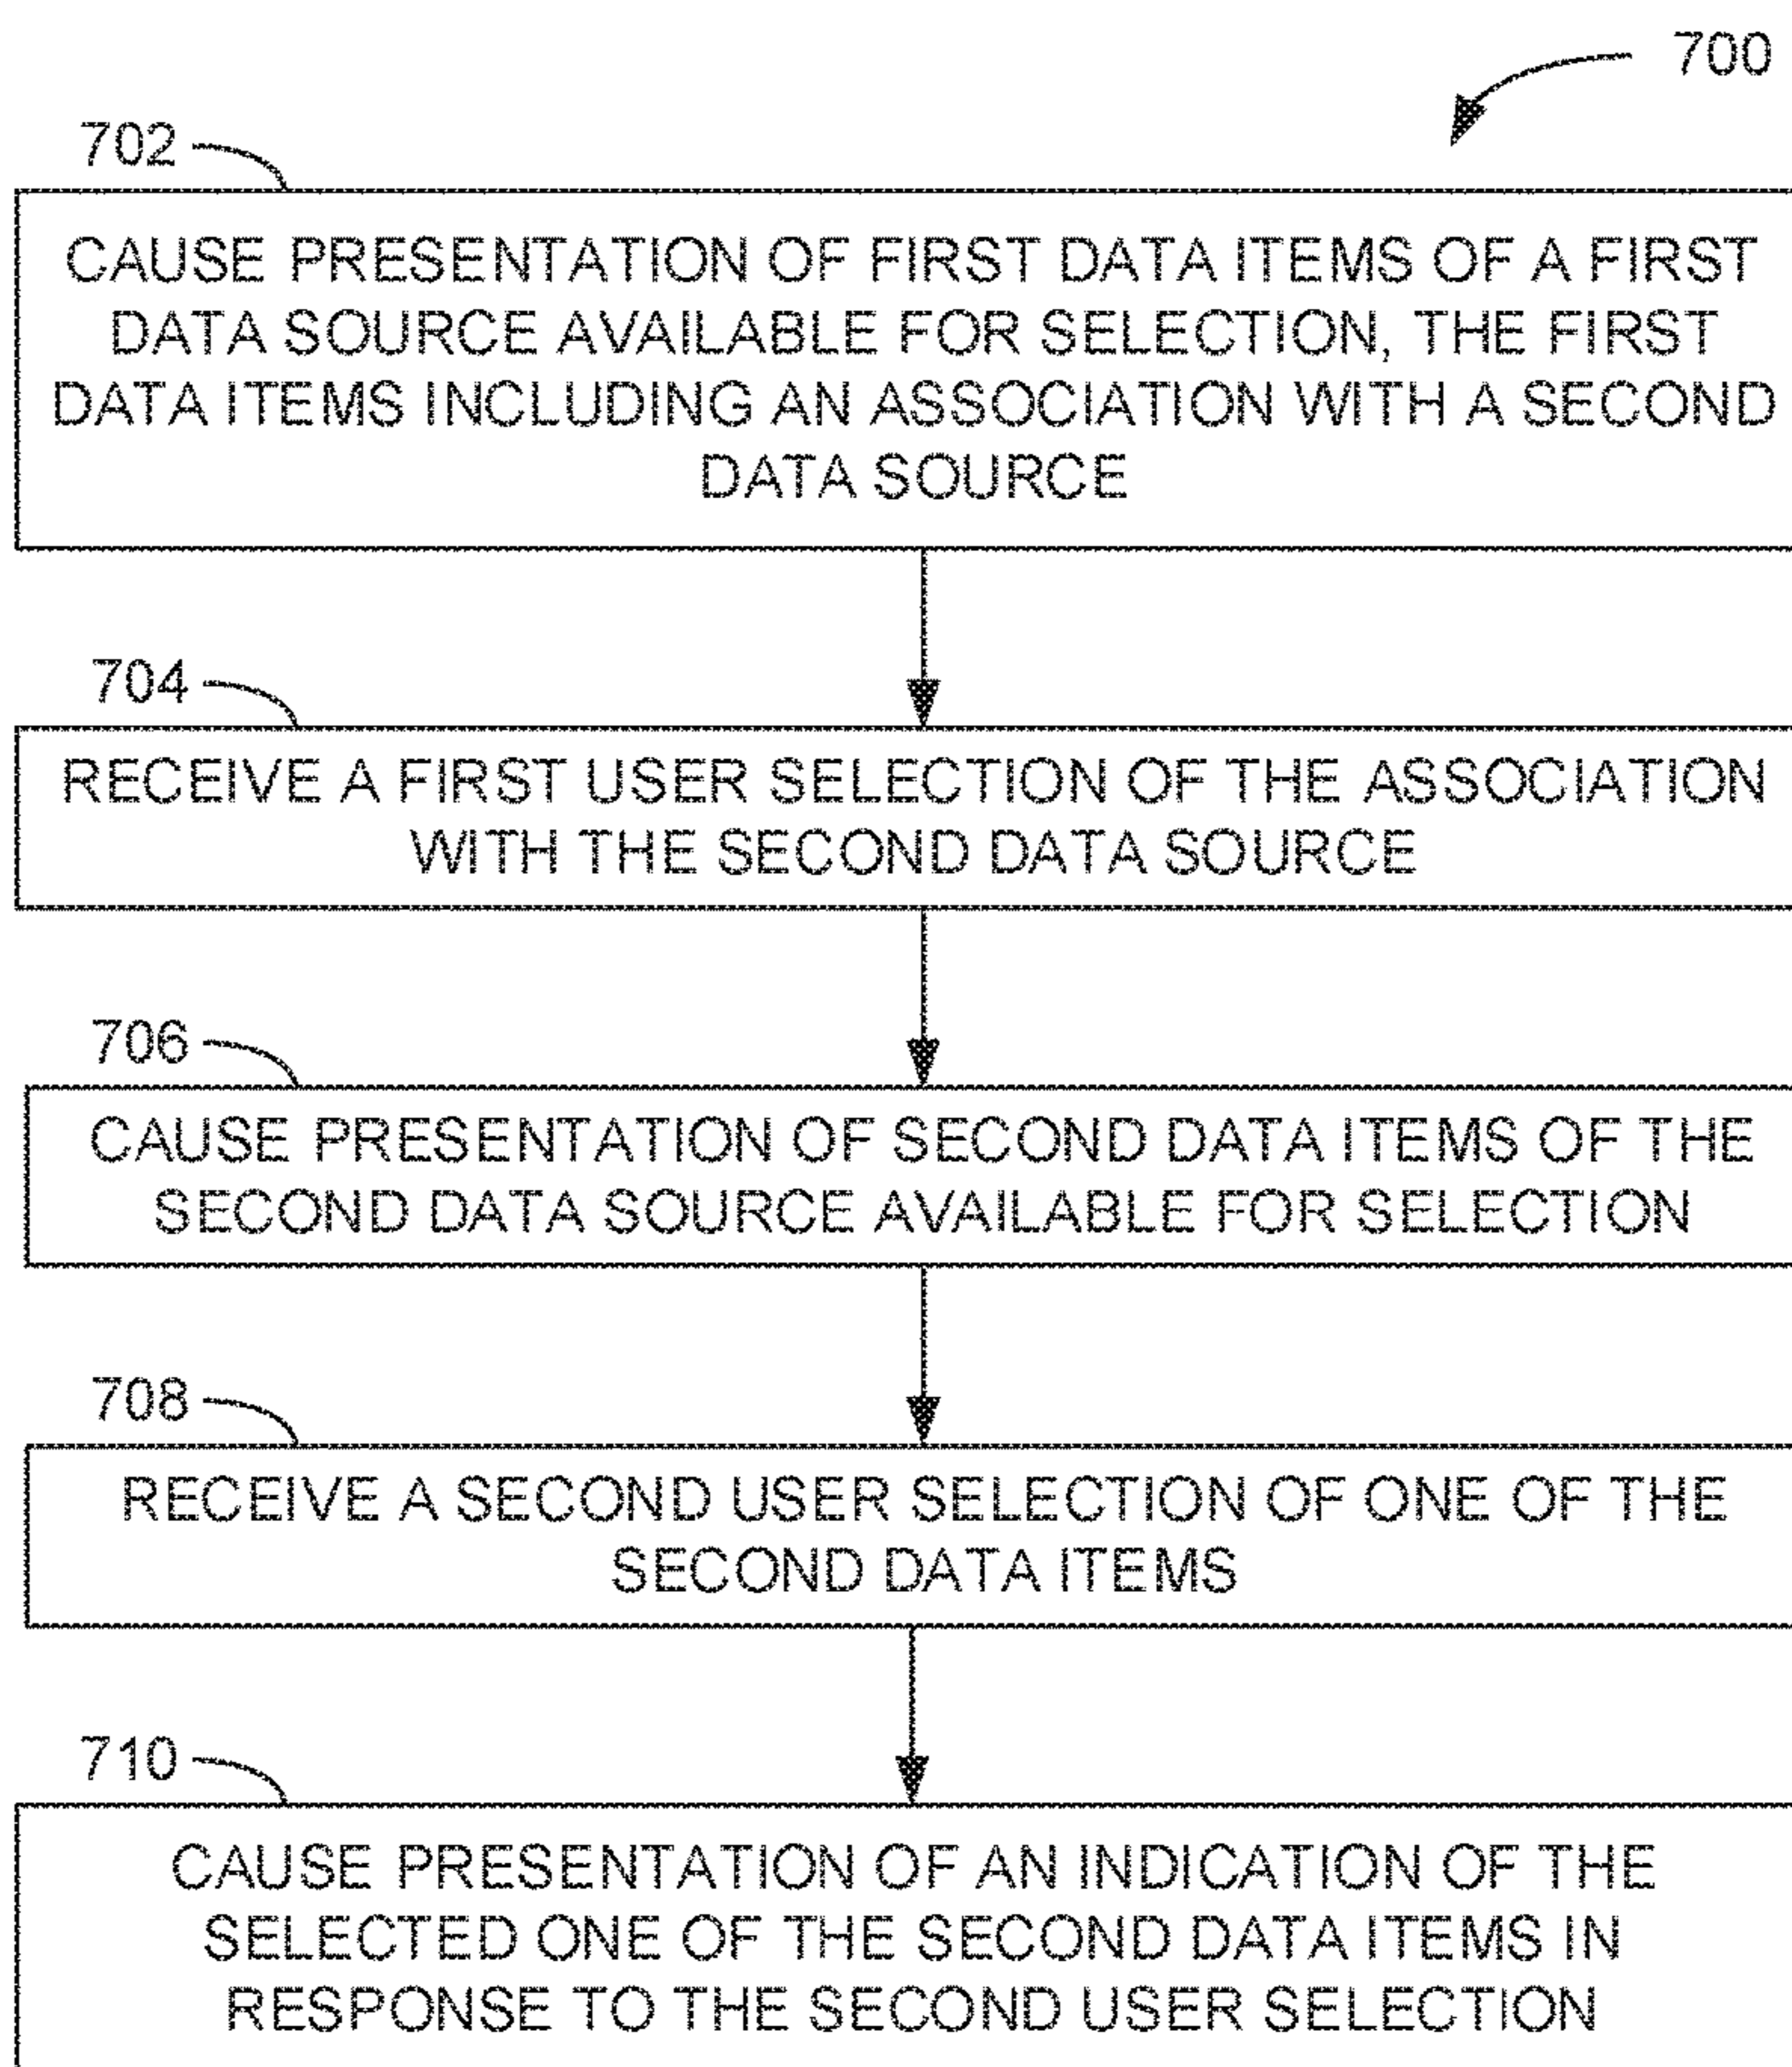 700
702
CAUSE PRESENTATION OF FIRST DATA ITEMS OF A FIRST
DATA SOURCE AVAILABLE FOR SELECTION, THE FIRST
DATA ITEMS INCLUDING AN ASSOCIATION WITH A SECOND
DATA SOURCE
704
RECEIVE A FIRST USER SELECTION OF THE ASSOCIATION
WITH THE SECOND DATA SOURCE
706
CAUSE PRESENTATION OF SECOND DATA ITEMS OF THE
SECOND DATA SOURCE AVAILABLE FOR SELECTION
708
RECEIVE A SECOND USER SELECTION OF ONE OF THE
SECOND DATA ITEMS
710
CAUSE PRESENTATION OF AN INDICATION OF THE
SELECTED ONE OF THE SECOND DATA ITEMS IN
RESPONSE TO THE SECOND USER SELECTION